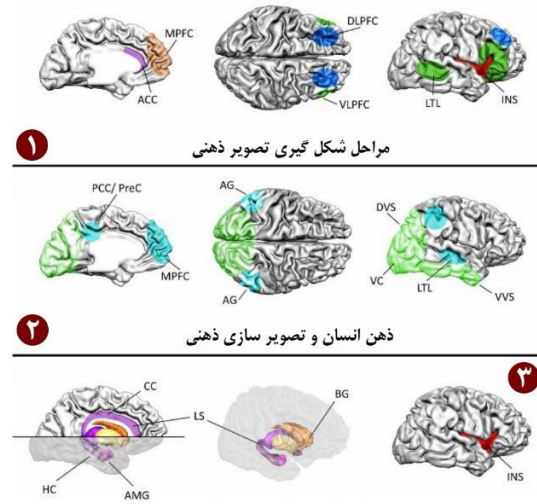 MPFC
ACC
DLPFC
VLPFC
LTL
INS
۱
مراحل شکل گیری تصویر ذهنی
PCC/ PreC
MPFC
AG
AG
DVS
VC
LTL
VVS
۲
ذهن انسان و تصویر سازی ذهنی
۳
CC
LS
HC
AMG
BG
INS